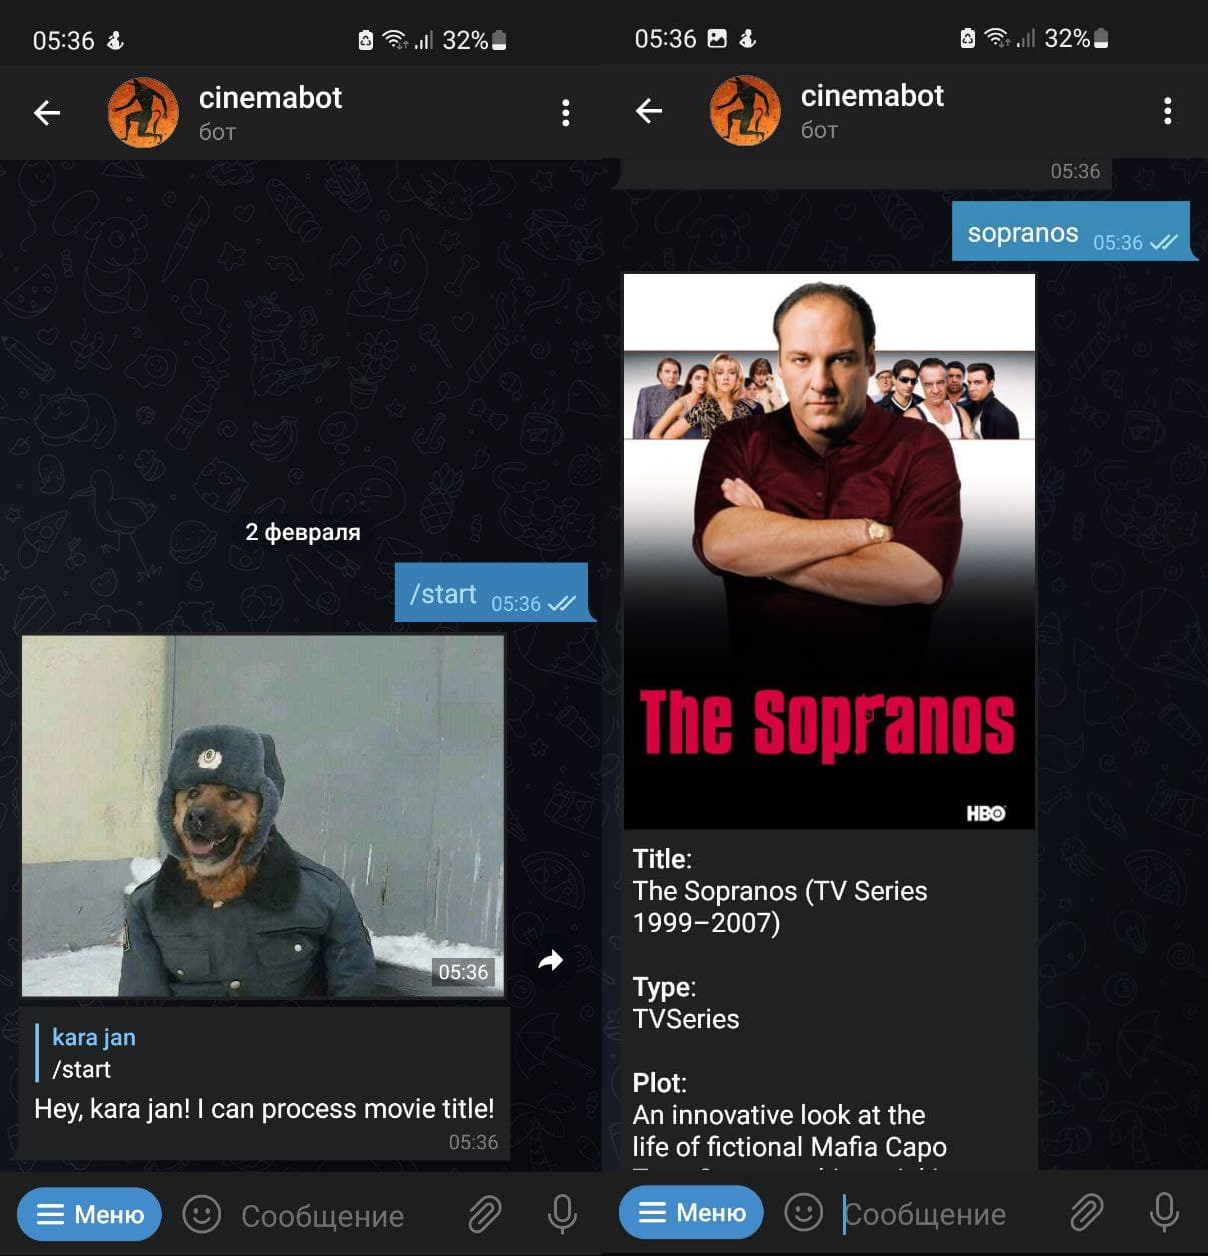 05:36
32%
cinemabot
бот
2 февраля
/start 05:36
05:36
kara jan
/start
Hey, kara jan! I can process movie title!
05:36
Меню
Сообщение
05:36
32%
cinemabot
бот
05:36
sopranos 05:36
The Sopranos
HBO
Title:
The Sopranos (TV Series
1999–2007)
Type:
TVSeries
Plot:
An innovative look at the
life of fictional Mafia Capo
Меню
Сообщение